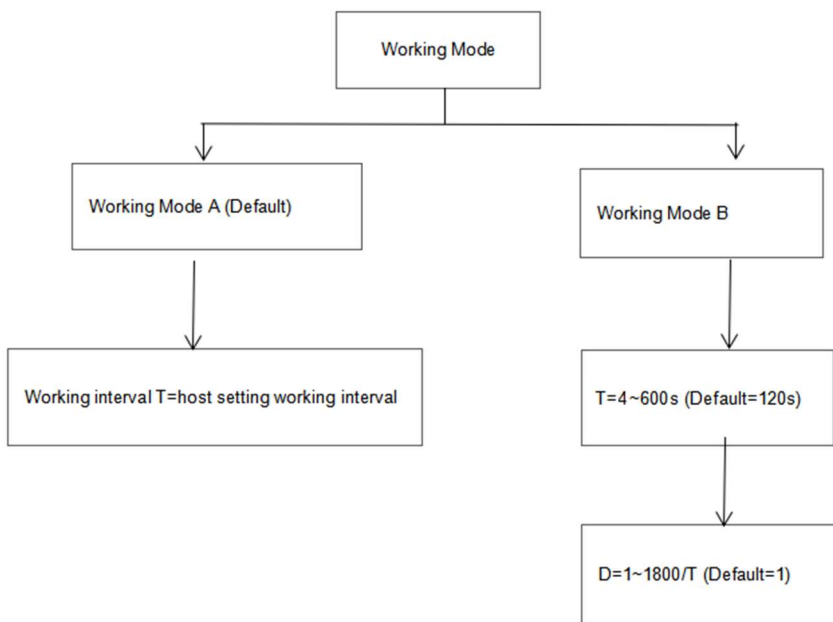 Working Mode
Working Mode A (Default)
Working Mode B
Working interval T=host setting working interval
T=4~600s (Default=120s)
D=1~1800/T (Default=1)